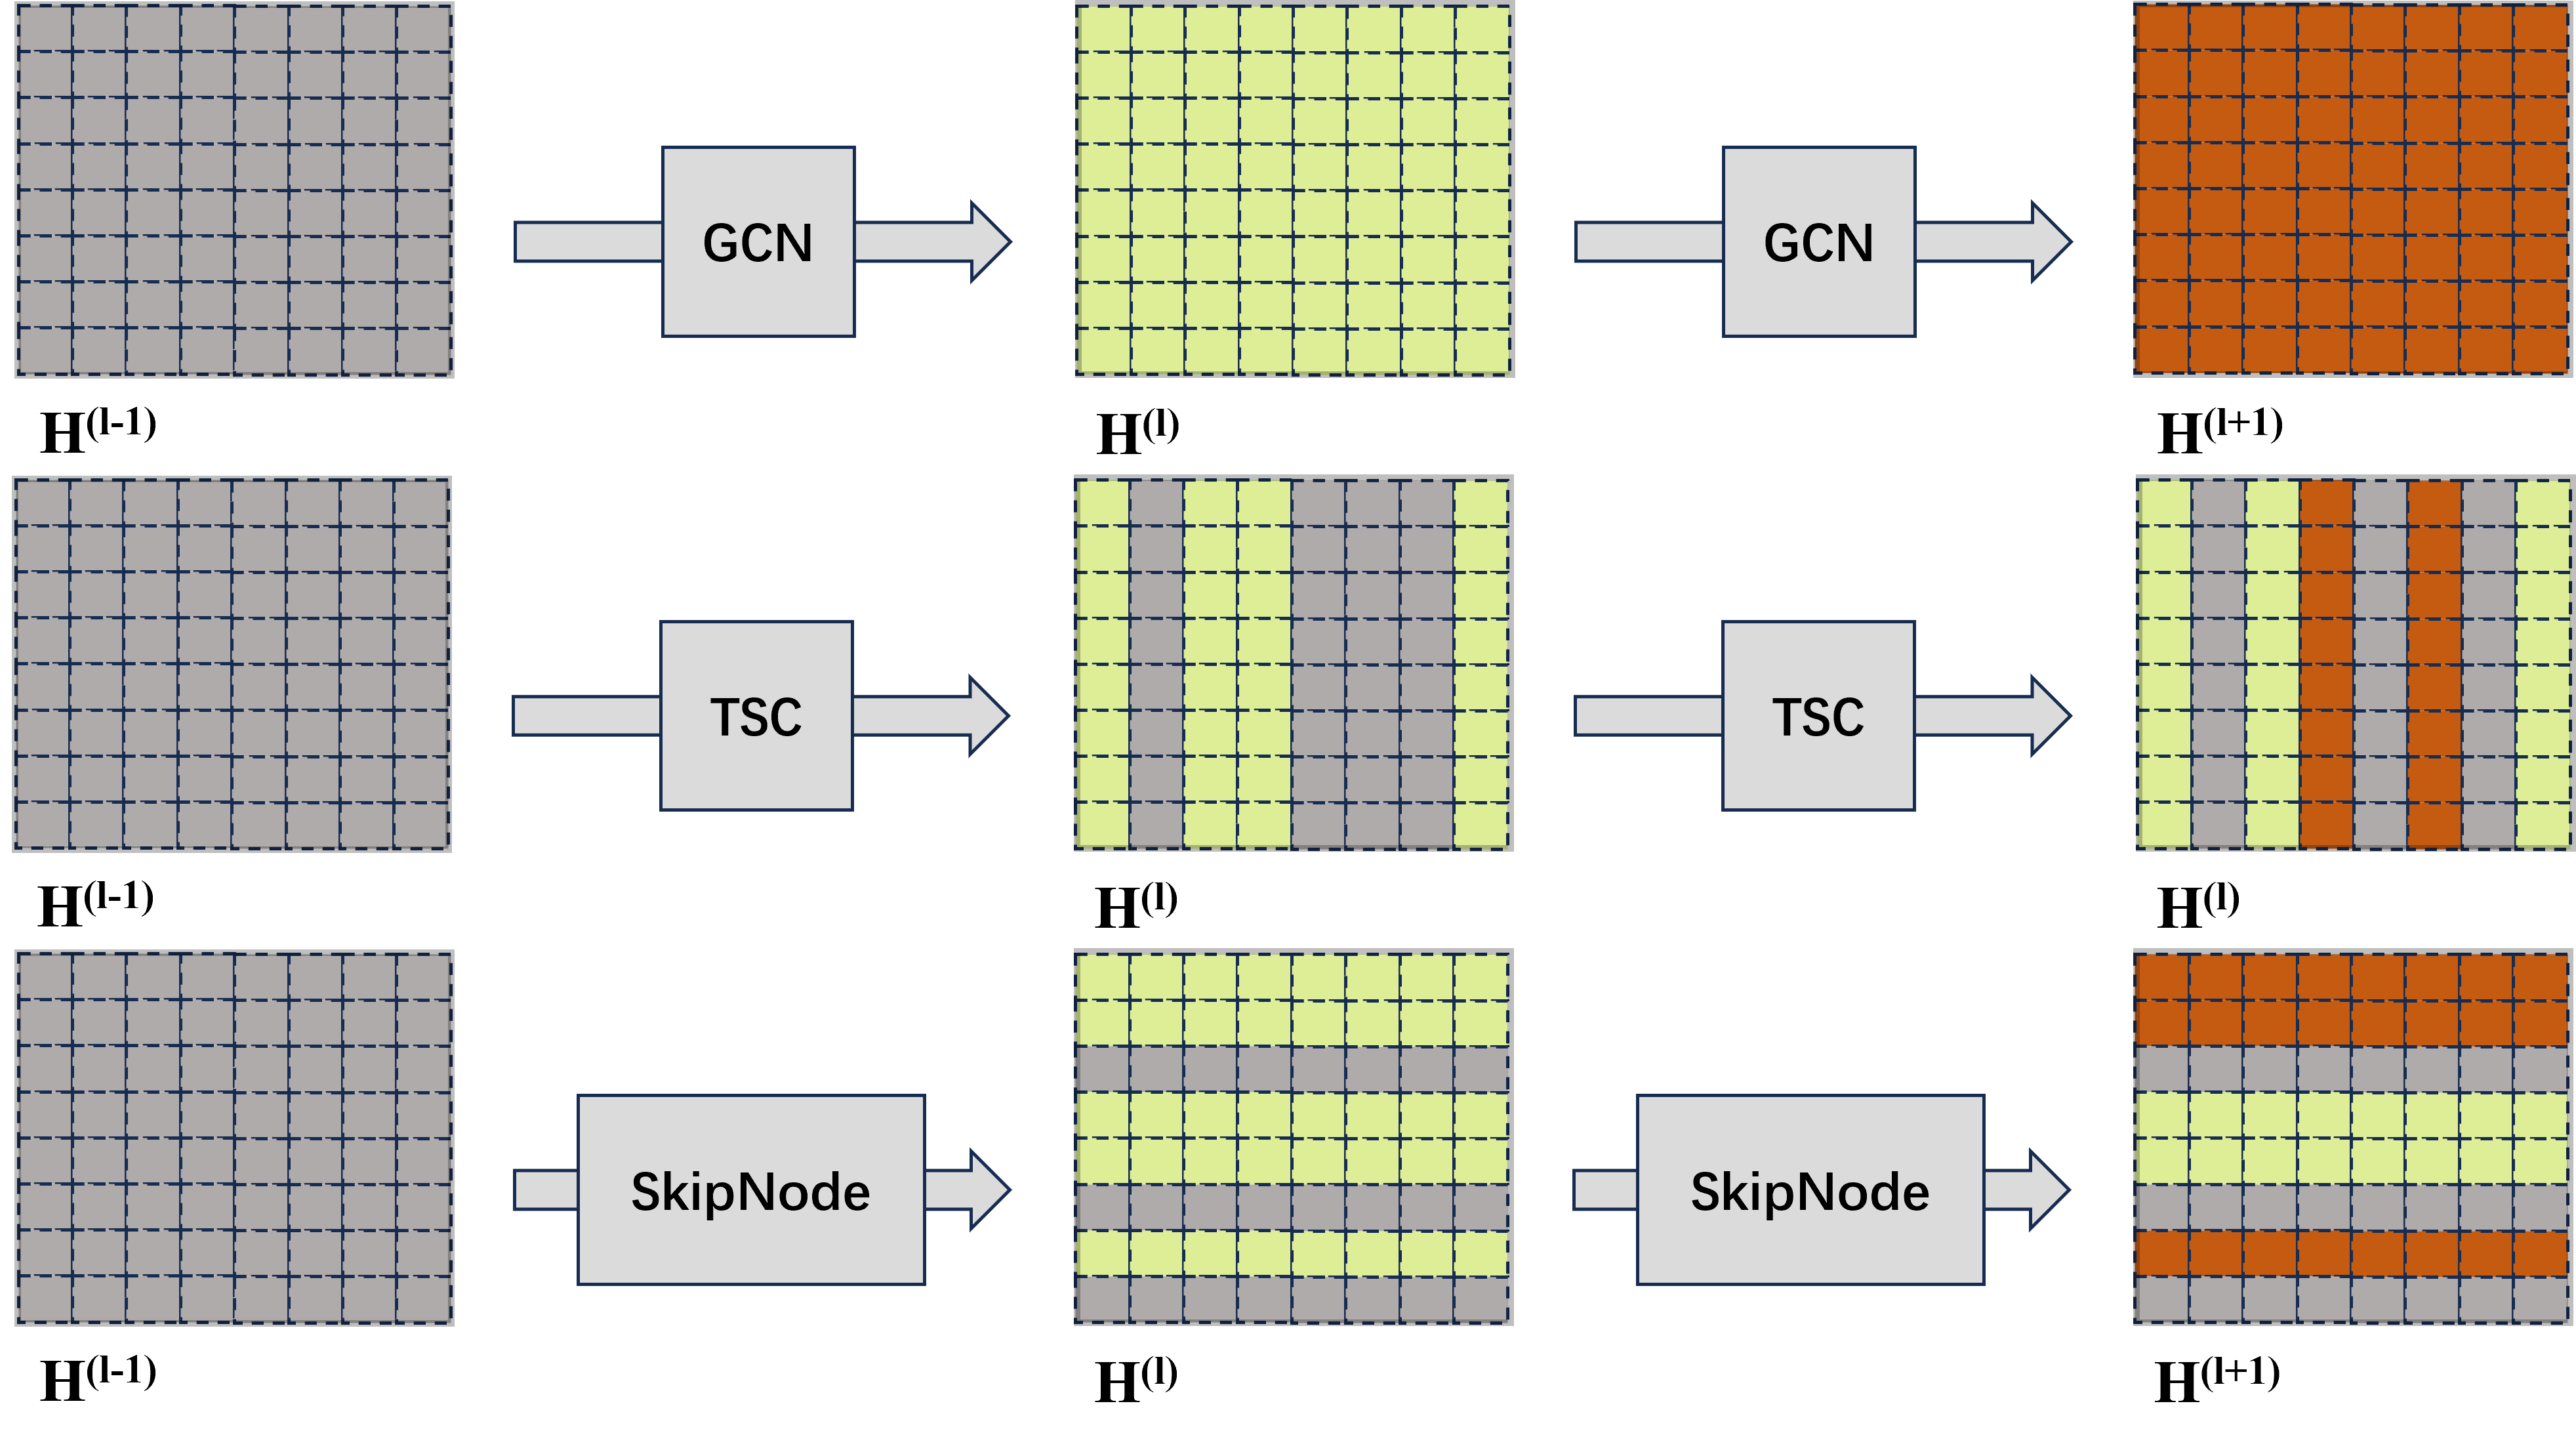 GCN
GCN
H(l-1)
H(l)
H(l+1)
TSC
TSC
H(l-1)
H(l)
H(l)
SkipNode
SkipNode
H(l-1)
H(l)
H(l+1)